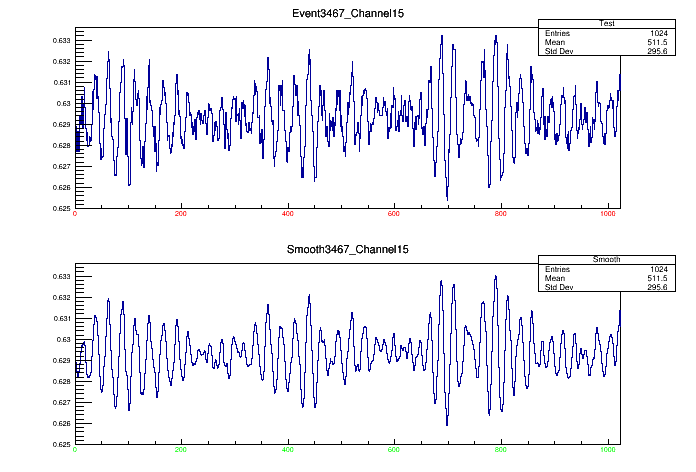 Event3467_Channel15
Test
Entries 1024
Mean 511.5
Std Dev 295.6
0.633
0.632
0.631
0.63
0.629
0.628
0.627
0.626
0.625
0 200 400 600 800 1000
Smooth3467_Channel15
Smooth
Entries 1024
Mean 511.5
Std Dev 295.6
0.633
0.632
0.631
0.63
0.629
0.628
0.627
0.626
0.625
0 200 400 600 800 1000